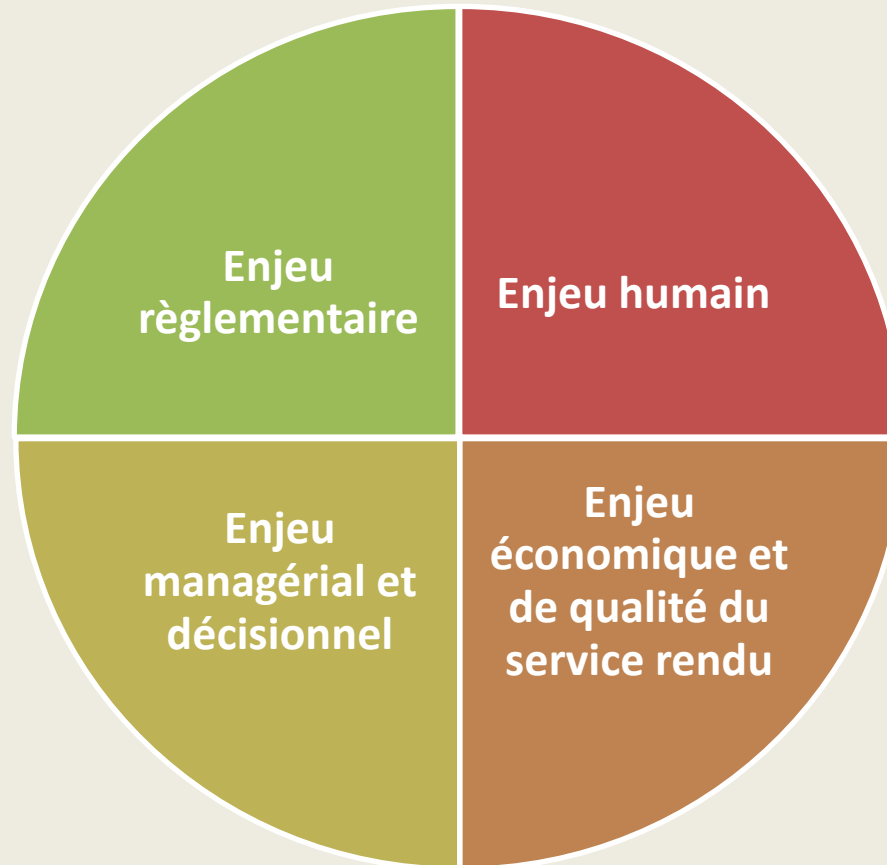 Enjeu
règlementaire
Enjeu humain
Enjeu
managérial et
décisionnel
Enjeu
économique et
de qualité du
service rendu